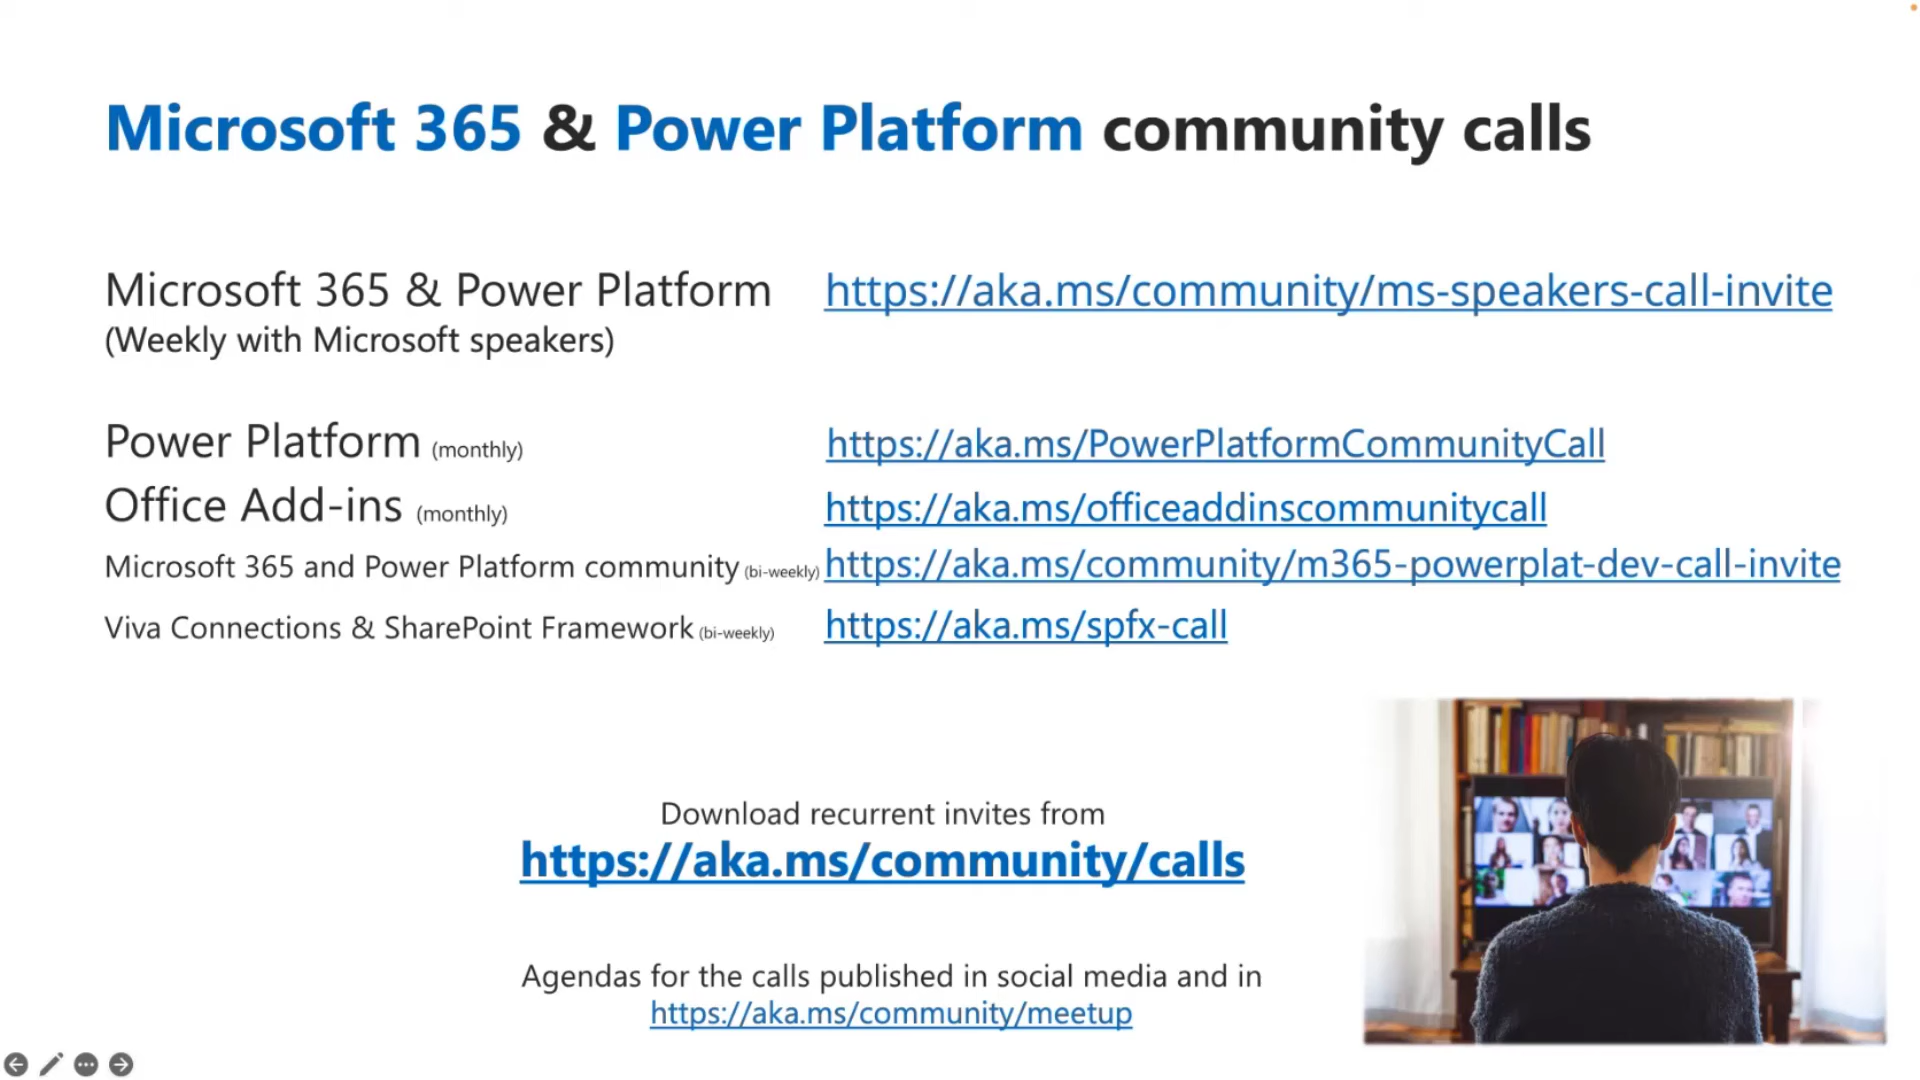 Microsoft 365 & Power Platform community calls
Microsoft 365 & Power Platform https://aka.ms/community/ms-speakers-call-invite
(Weekly with Microsoft speakers)
Power Platform (monthly) https://aka.ms/PowerPlatformCommunityCall
Office Add-ins (monthly) https://aka.ms/officeaddinscommunitycall
Microsoft 365 and Power Platform community (bi-weekly) https://aka.ms/community/m365-powerplat-dev-call-invite
Viva Connections & SharePoint Framework (bi-weekly) https://aka.ms/spfx-call
Download recurrent invites from
https://aka.ms/community/calls
Agendas for the calls published in social media and in
https://aka.ms/community/meetup